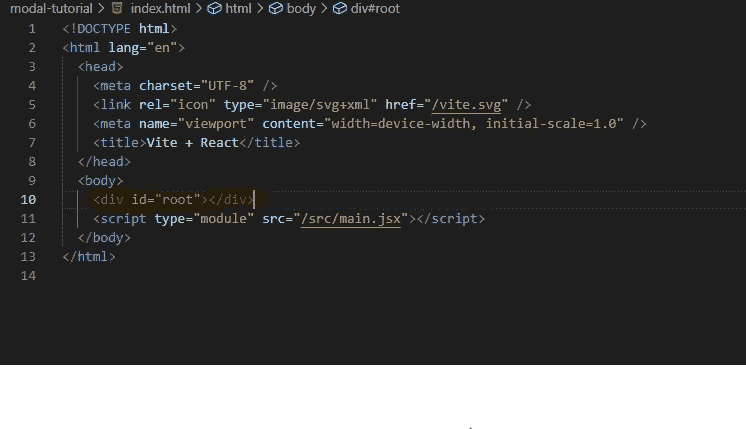 modal-tutorial > index.html > html > body > div#root
1 <!DOCTYPE html>
2 <html lang="en">
3 <head>
4 <meta charset="UTF-8" />
5 <link rel="icon" type="image/svg+xml" href="/vite.svg" />
6 <meta name="viewport" content="width=device-width, initial-scale=1.0" />
7 <title>Vite + React</title>
8 </head>
9 <body>
10 <div id="root"></div>
11 <script type="module" src="/src/main.jsx"></script>
12 </body>
13 </html>
14